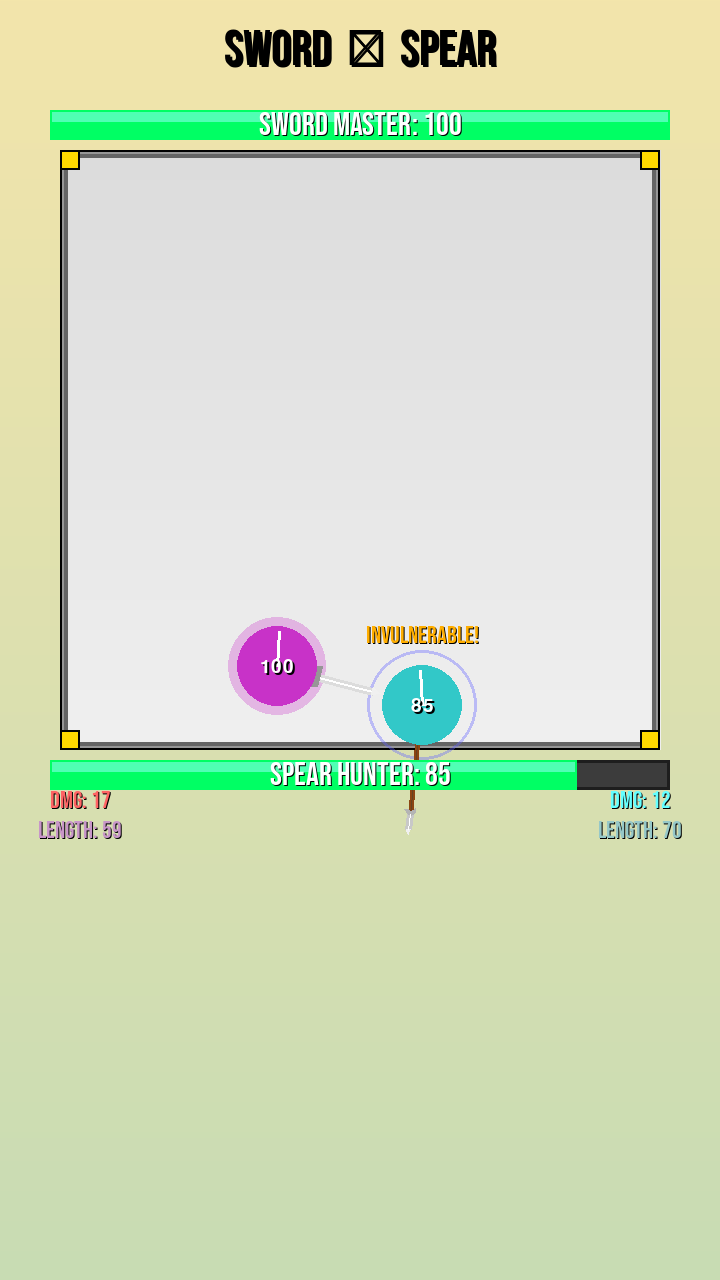 SWORD ☒ SPEAR
SWORD MASTER: 100
INVULNERABLE!
100
85
SPEAR HUNTER: 85
DMG: 17
DMG: 12
LENGTH: 59
LENGTH: 70